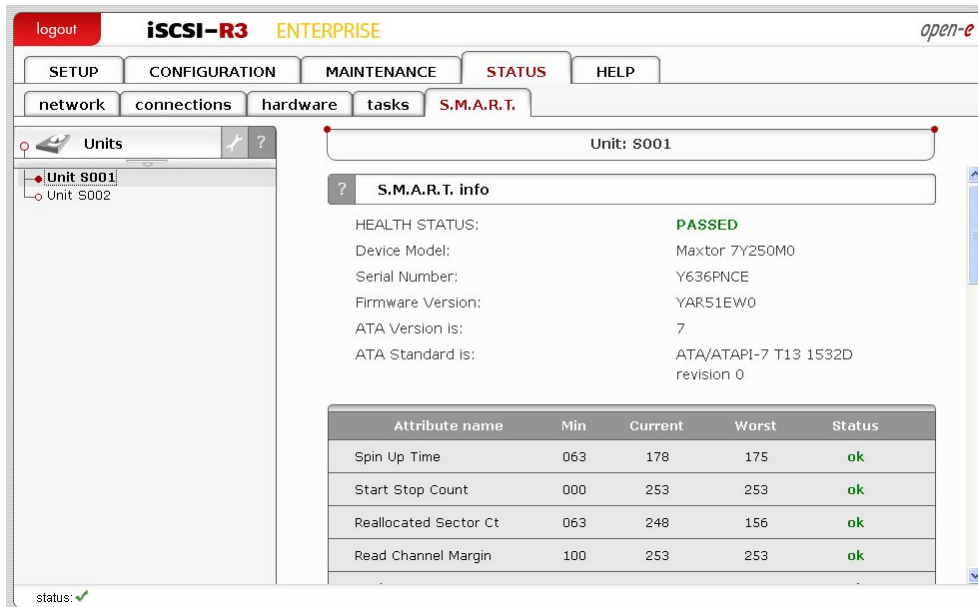 logout iSCSI-R3 ENTERPRISE open-e
SETUP CONFIGURATION MAINTENANCE STATUS HELP
network connections hardware tasks S.M.A.R.T.
Units ?
Unit S001
Unit S002
Unit: S001
? S.M.A.R.T. info
HEALTH STATUS: PASSED
Device Model: Maxtor 7Y250M0
Serial Number: Y636PNCE
Firmware Version: YAR51EW0
ATA Version is: 7
ATA Standard is: ATA/ATAPI-7 T13 1532D
revision 0
Attribute name Min Current Worst Status
Spin Up Time 063 178 175 ok
Start Stop Count 000 253 253 ok
Reallocated Sector Ct 063 248 156 ok
Read Channel Margin 100 253 253 ok
status: